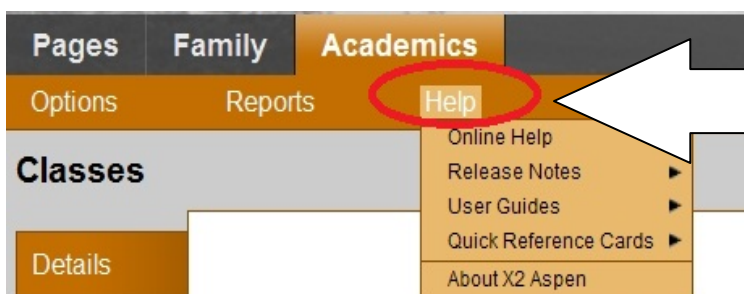 Pages Family Academics
Options Reports Help
Online Help
Classes
Release Notes
User Guides
Quick Reference Cards
Details
About X2 Aspen